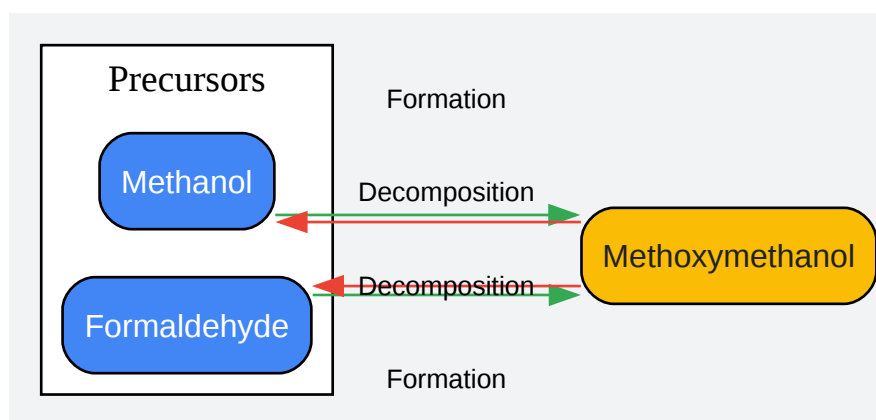 Precursors
Formation
Methanol
Decomposition
Methoxymethanol
Decomposition
Formaldehyde
Formation